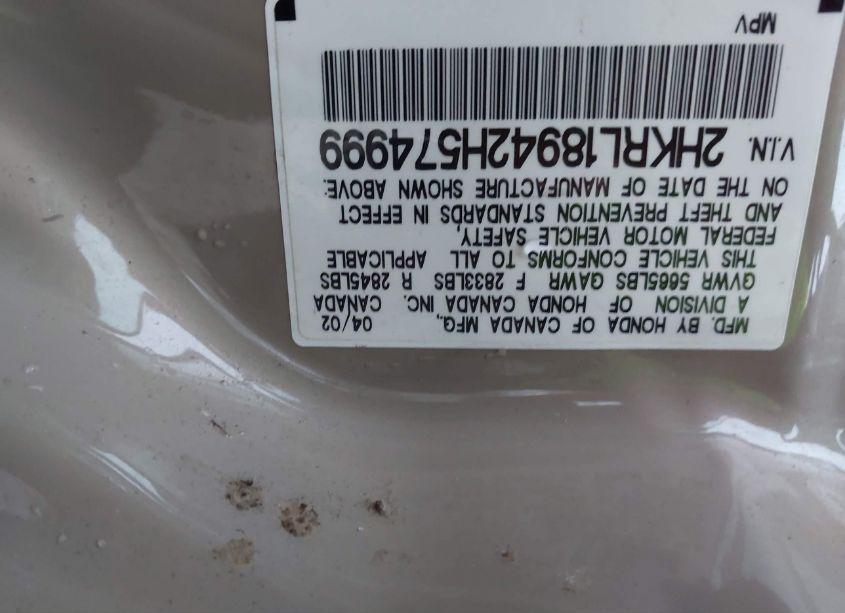 MFD. BY HONDA OF CANADA MFG., 04/02
A DIVISION OF HONDA CANADA INC. CANADA
GVWR 5665LBS GAWR F 2833LBS R 2845LBS
THIS VEHICLE CONFORMS TO ALL APPLICABLE
FEDERAL MOTOR VEHICLE SAFETY,
AND THEFT PREVENTION STANDARDS IN EFFECT
ON THE DATE OF MANUFACTURE SHOWN ABOVE.
V.I.N. 2HKRL18942H574999
MPV